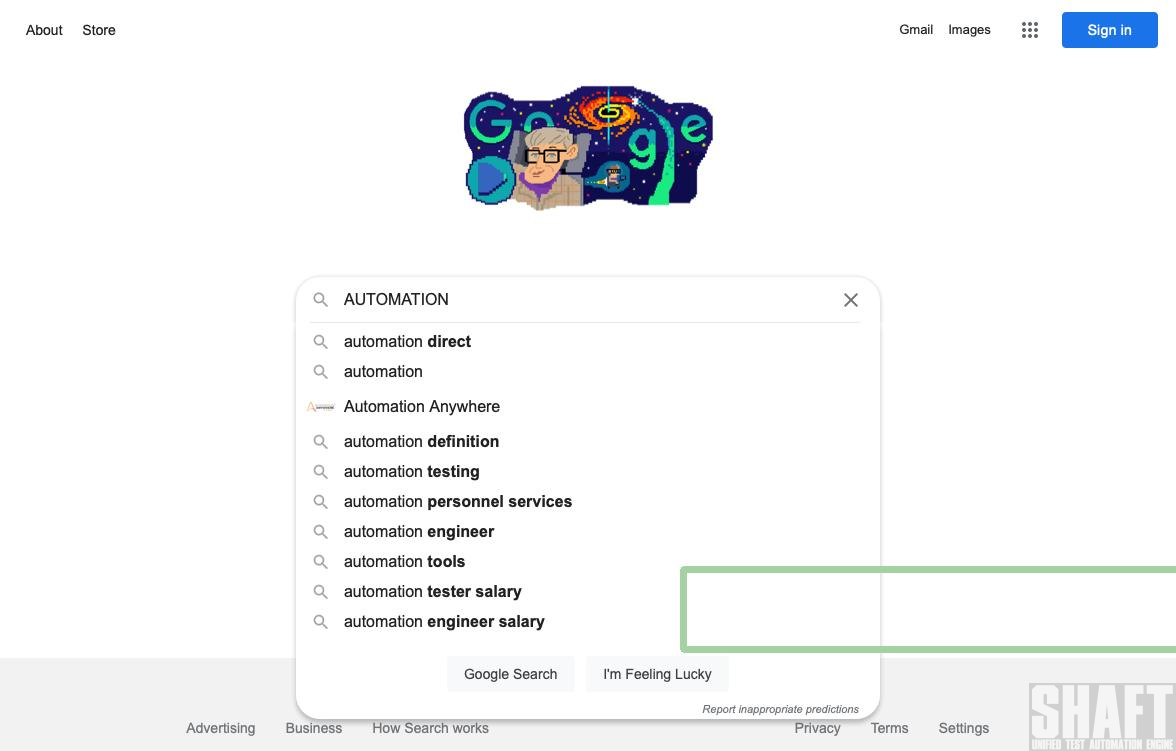 About Store
Gmail Images
Sign in
Google
AUTOMATION
automation direct
automation
Automation Anywhere
automation definition
automation testing
automation personnel services
automation engineer
automation tools
automation tester salary
automation engineer salary
Google Search I'm Feeling Lucky
Report inappropriate predictions
Advertising Business How Search works
Privacy Terms Settings
SHAFT
UNIFIED TEST AUTOMATION ENGINE